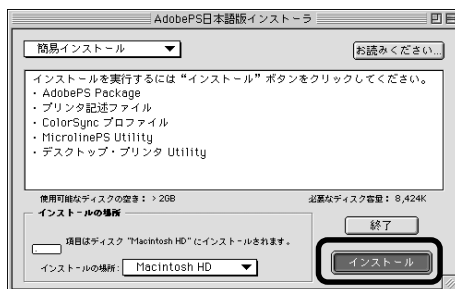 AdobePS日本語版インストーラ
簡易インストール
お読みください...
インストールを実行するには“インストール”ボタンをクリックしてください。
・AdobePS Package
・プリンタ記述ファイル
・ColorSync プロファイル
・MicrolinePS Utility
・デスクトップ・プリンタ Utility
使用可能なディスクの空き：＞2GB
必要なディスク容量：8,424K
インストールの場所
項目はディスク “Macintosh HD”にインストールされます。
インストールの場所：Macintosh HD
終了
インストール